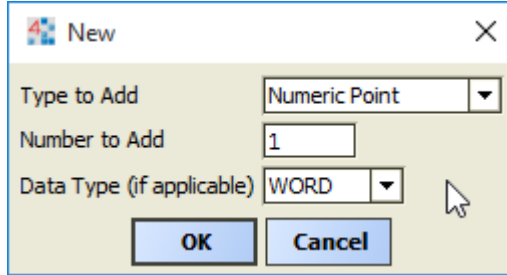 New
Type to Add Numeric Point
Number to Add 1
Data Type (if applicable) WORD
OK Cancel